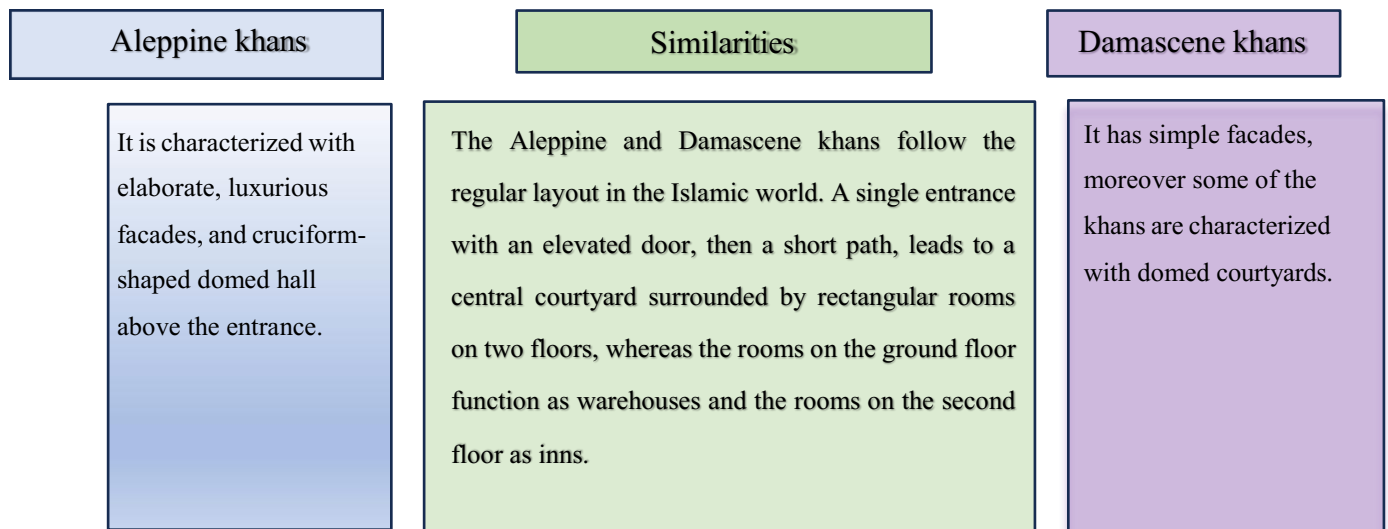 Aleppine khans
Similarities
Damascene khans
It is characterized with
elaborate, luxurious
facades, and cruciform-
shaped domed hall
above the entrance.
The Aleppine and Damascene khans follow the
regular layout in the Islamic world. A single entrance
with an elevated door, then a short path, leads to a
central courtyard surrounded by rectangular rooms
on two floors, whereas the rooms on the ground floor
function as warehouses and the rooms on the second
floor as inns.
It has simple facades,
moreover some of the
khans are characterized
with domed courtyards.